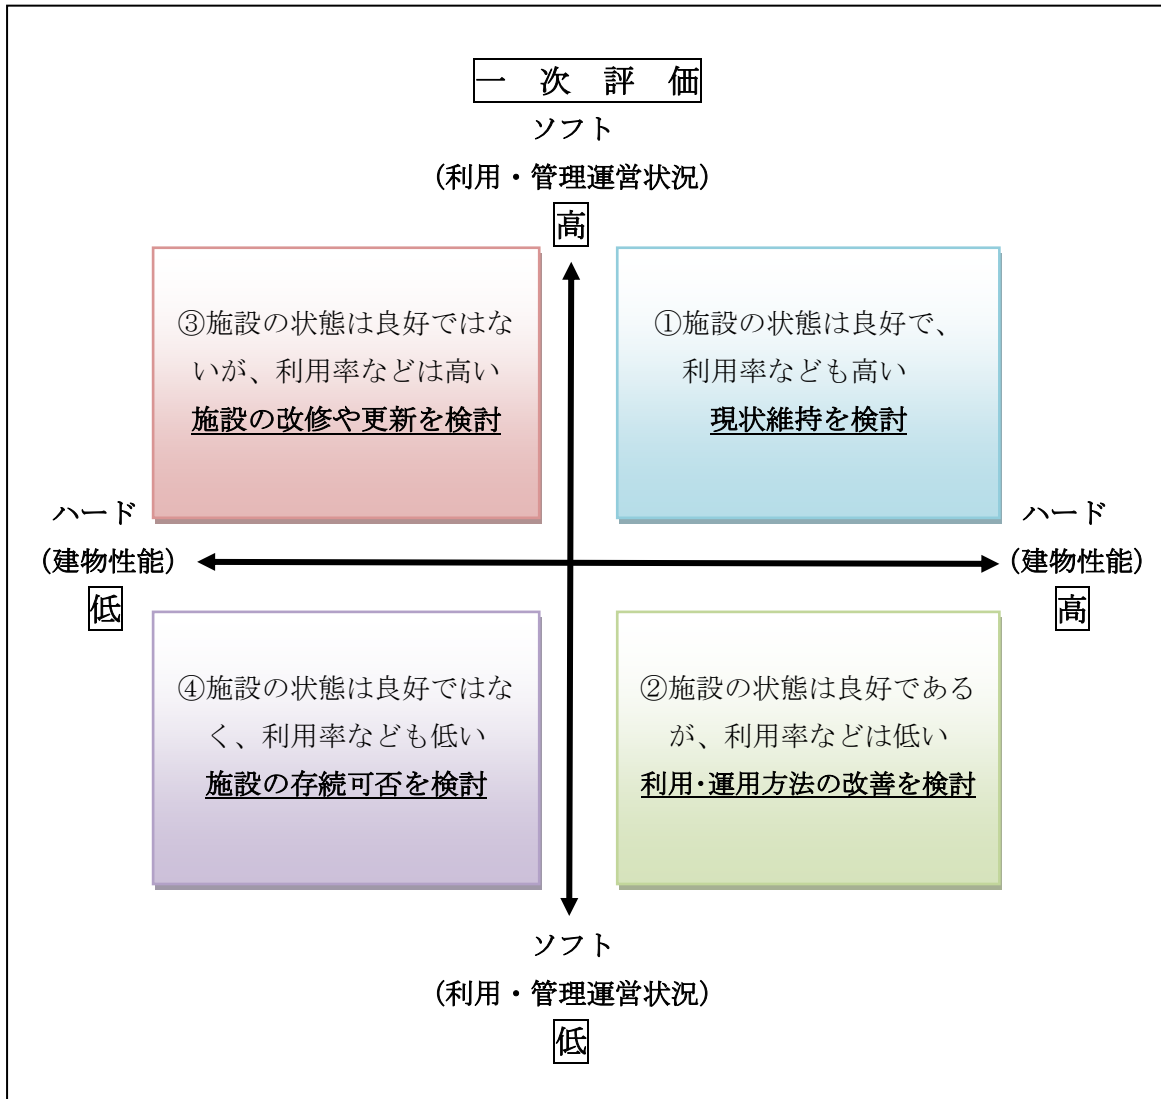 一 次 評 価
ソフト
(利用・管理運営状況)
高
③施設の状態は良好ではな
いが、利用率などは高い
施設の改修や更新を検討
①施設の状態は良好で、
利用率なども高い
現状維持を検討
ハード
(建物性能)
低
ハード
(建物性能)
高
④施設の状態は良好ではな
く、利用率なども低い
施設の存続可否を検討
②施設の状態は良好である
が、利用率などは低い
利用・運用方法の改善を検討
ソフト
(利用・管理運営状況)
低